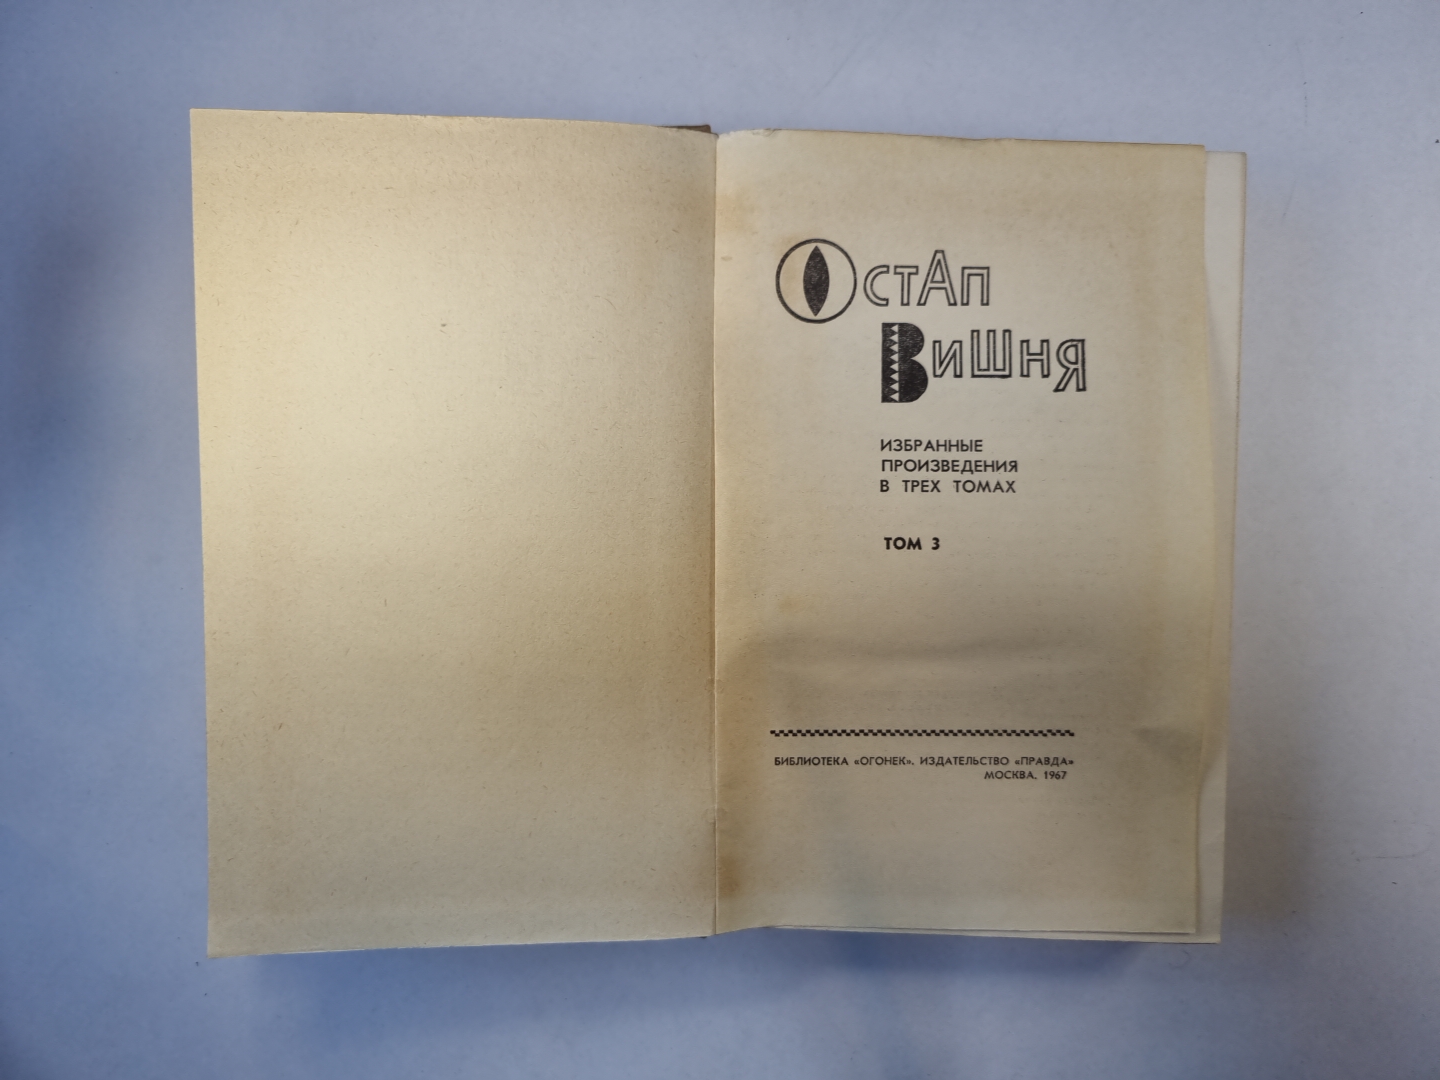 Остап
Вишня
ИЗБРАННЫЕ
ПРОИЗВЕДЕНИЯ
В ТРЕХ ТОМАХ
ТОМ 3
БИБЛИОТЕКА «ОГОНЕК». ИЗДАТЕЛЬСТВО «ПРАВДА»
МОСКВА. 1967